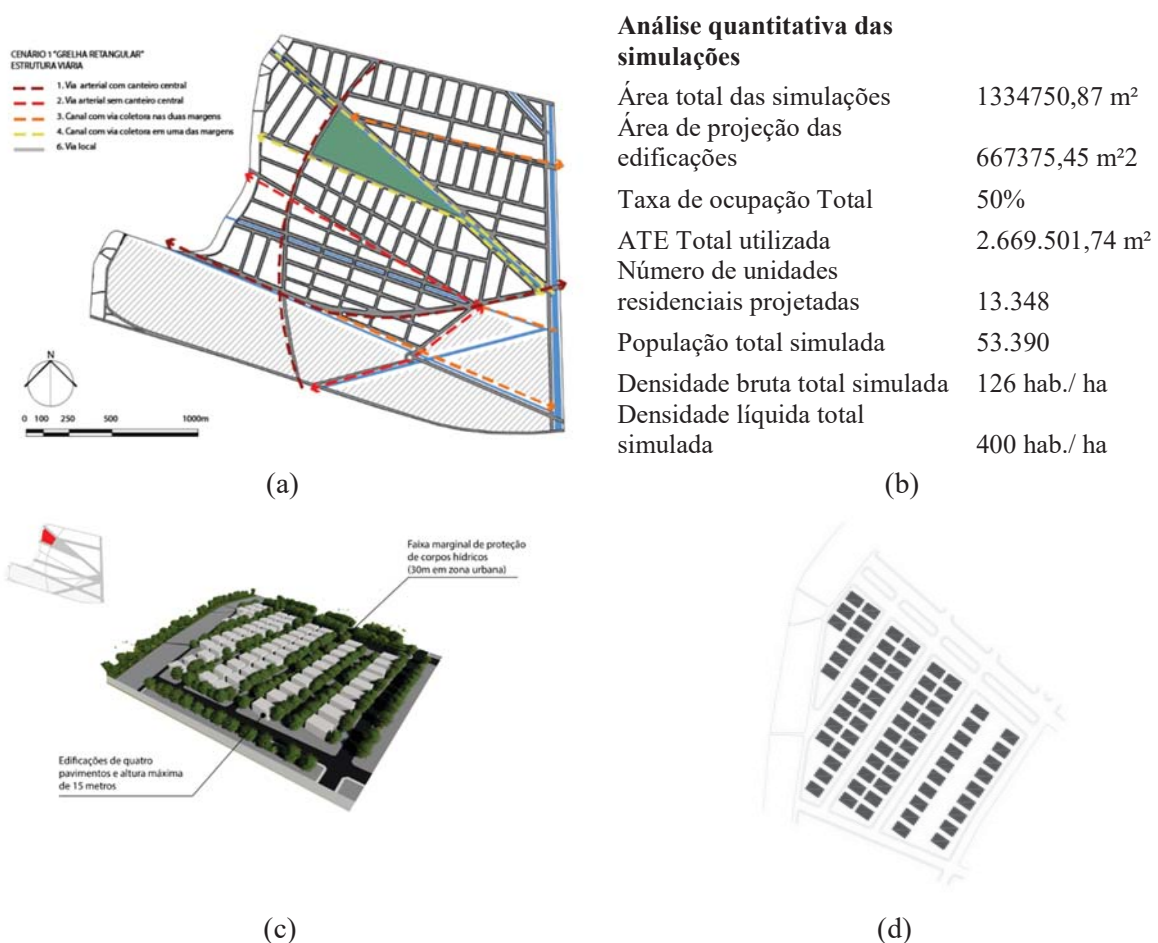 CENÁRIO 1 "GRELHA RETANGULAR"
ESTRUTURA VIÁRIA
1. Via arterial com canteiro central
2. Via arterial sem canteiro central
3. Canal com via coletora nas duas margens
4. Canal com via coletora em uma das margens
6. Via local
N
0 100 250 500 1000m
(a)
Análise quantitativa das
simulações
Área total das simulações 1334750,87 m²
Área de projeção das
edificações 667375,45 m²2
Taxa de ocupação Total 50%
ATE Total utilizada 2.669.501,74 m²
Número de unidades
residenciais projetadas 13.348
População total simulada 53.390
Densidade bruta total simulada 126 hab./ ha
Densidade líquida total
simulada 400 hab./ ha
(b)
Faixa marginal de proteção
de corpos hídricos
(30m em zona urbana)
Edificações de quatro
pavimentos e altura máxima
de 15 metros
(c)
(d)